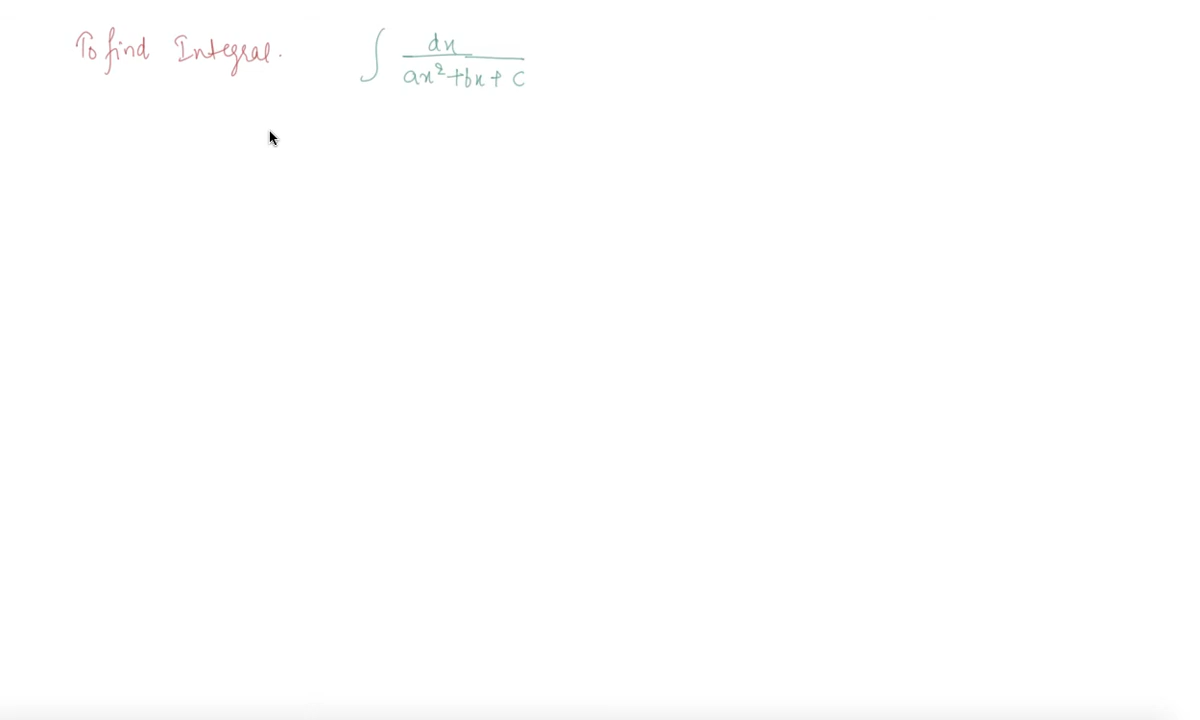 To find Integral. ∫ dx / ax²+bx+c